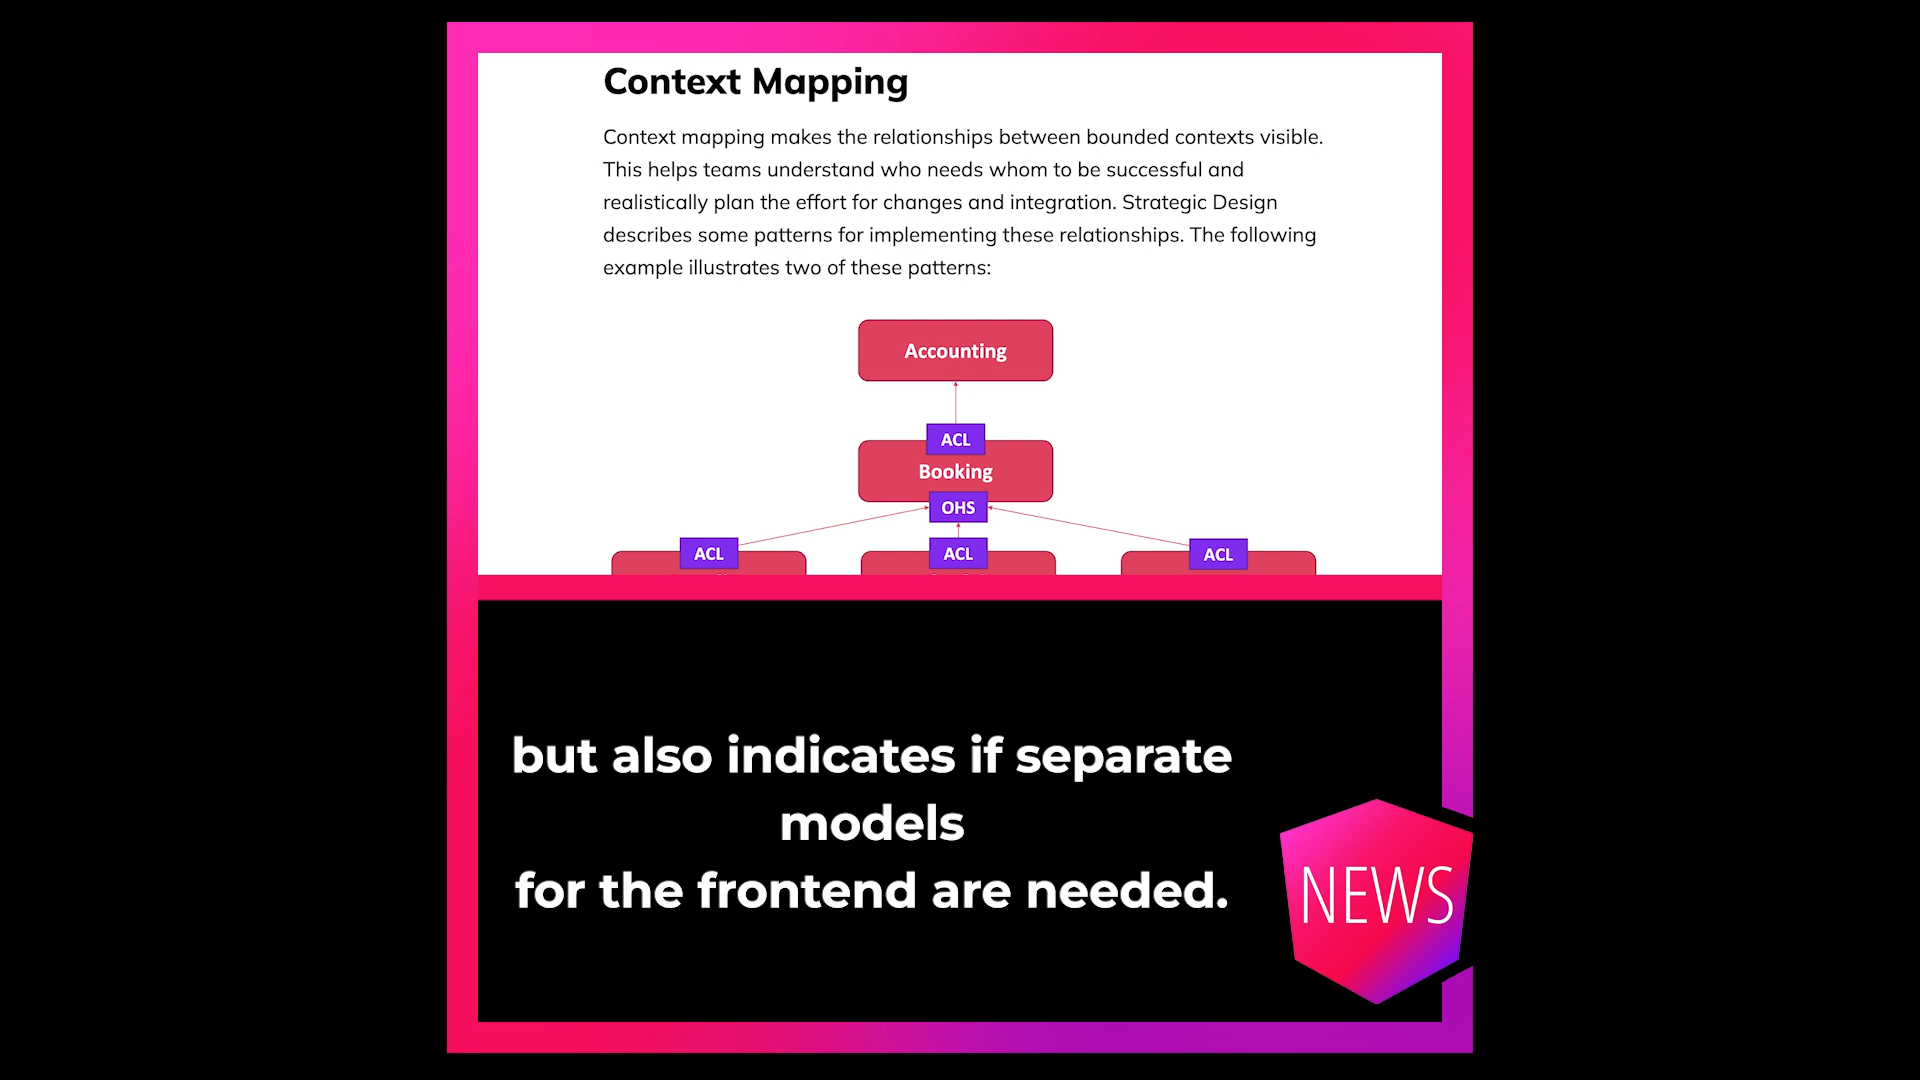 Context Mapping
Context mapping makes the relationships between bounded contexts visible.
This helps teams understand who needs whom to be successful and
realistically plan the effort for changes and integration. Strategic Design
describes some patterns for implementing these relationships. The following
example illustrates two of these patterns:
Accounting
ACL
Booking
OHS
ACL
ACL
ACL
but also indicates if separate
models
for the frontend are needed.
NEWS